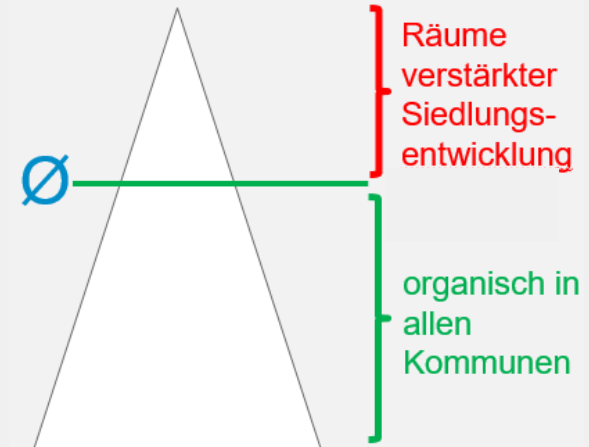 Räume
verstärkter
Siedlungs-
entwicklung
Ø
organisch in
allen
Kommunen